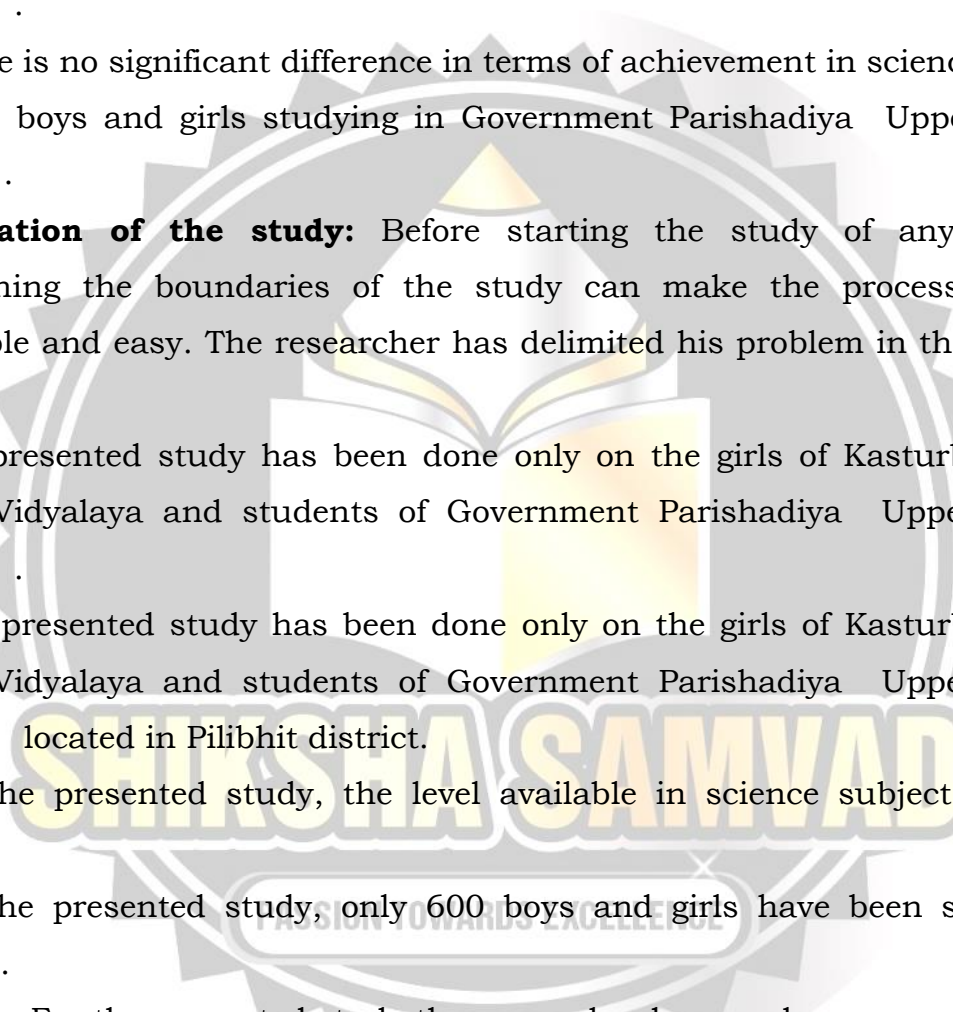 .
e is no significant difference in terms of achievement in scienc
boys and girls studying in Government Parishadiya Uppe
.
ation of the study: Before starting the study of any
ning the boundaries of the study can make the process
ble and easy. The researcher has delimited his problem in th
presented study has been done only on the girls of Kasturb
Vidyalaya and students of Government Parishadiya Uppe
.
presented study has been done only on the girls of Kasturb
Vidyalaya and students of Government Parishadiya Uppe
located in Pilibhit district.
SHIKSHA SAMVAD
he presented study, the level available in science subject
he presented study, only 600 boys and girls have been s
PASSION TOWARDS EXCELLENCE
.